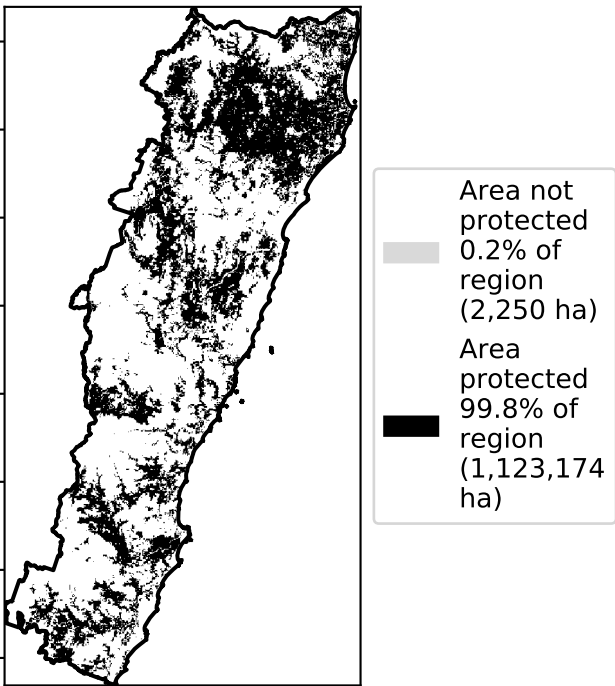 Area not
protected
0.2% of
region
(2,250 ha)
Area
protected
99.8% of
region
(1,123,174
ha)